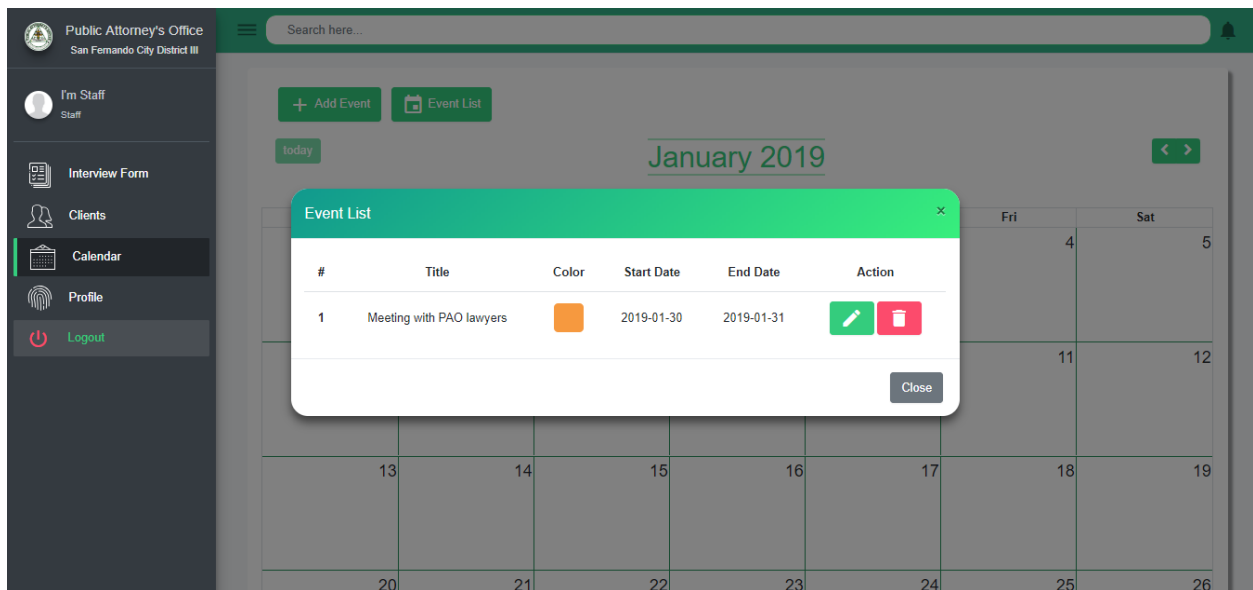 Public Attorney's Office
San Fernando City District III
Search here...
I'm Staff
Staff
Interview Form
Clients
Calendar
Profile
Logout
Add Event
Event List
today
January 2019
Fri
Sat
4
5
Event List
×
# Title Color Start Date End Date Action
1 Meeting with PAO lawyers 2019-01-30 2019-01-31
Close
11
12
13
14
15
16
17
18
19
20
21
22
23
24
25
26